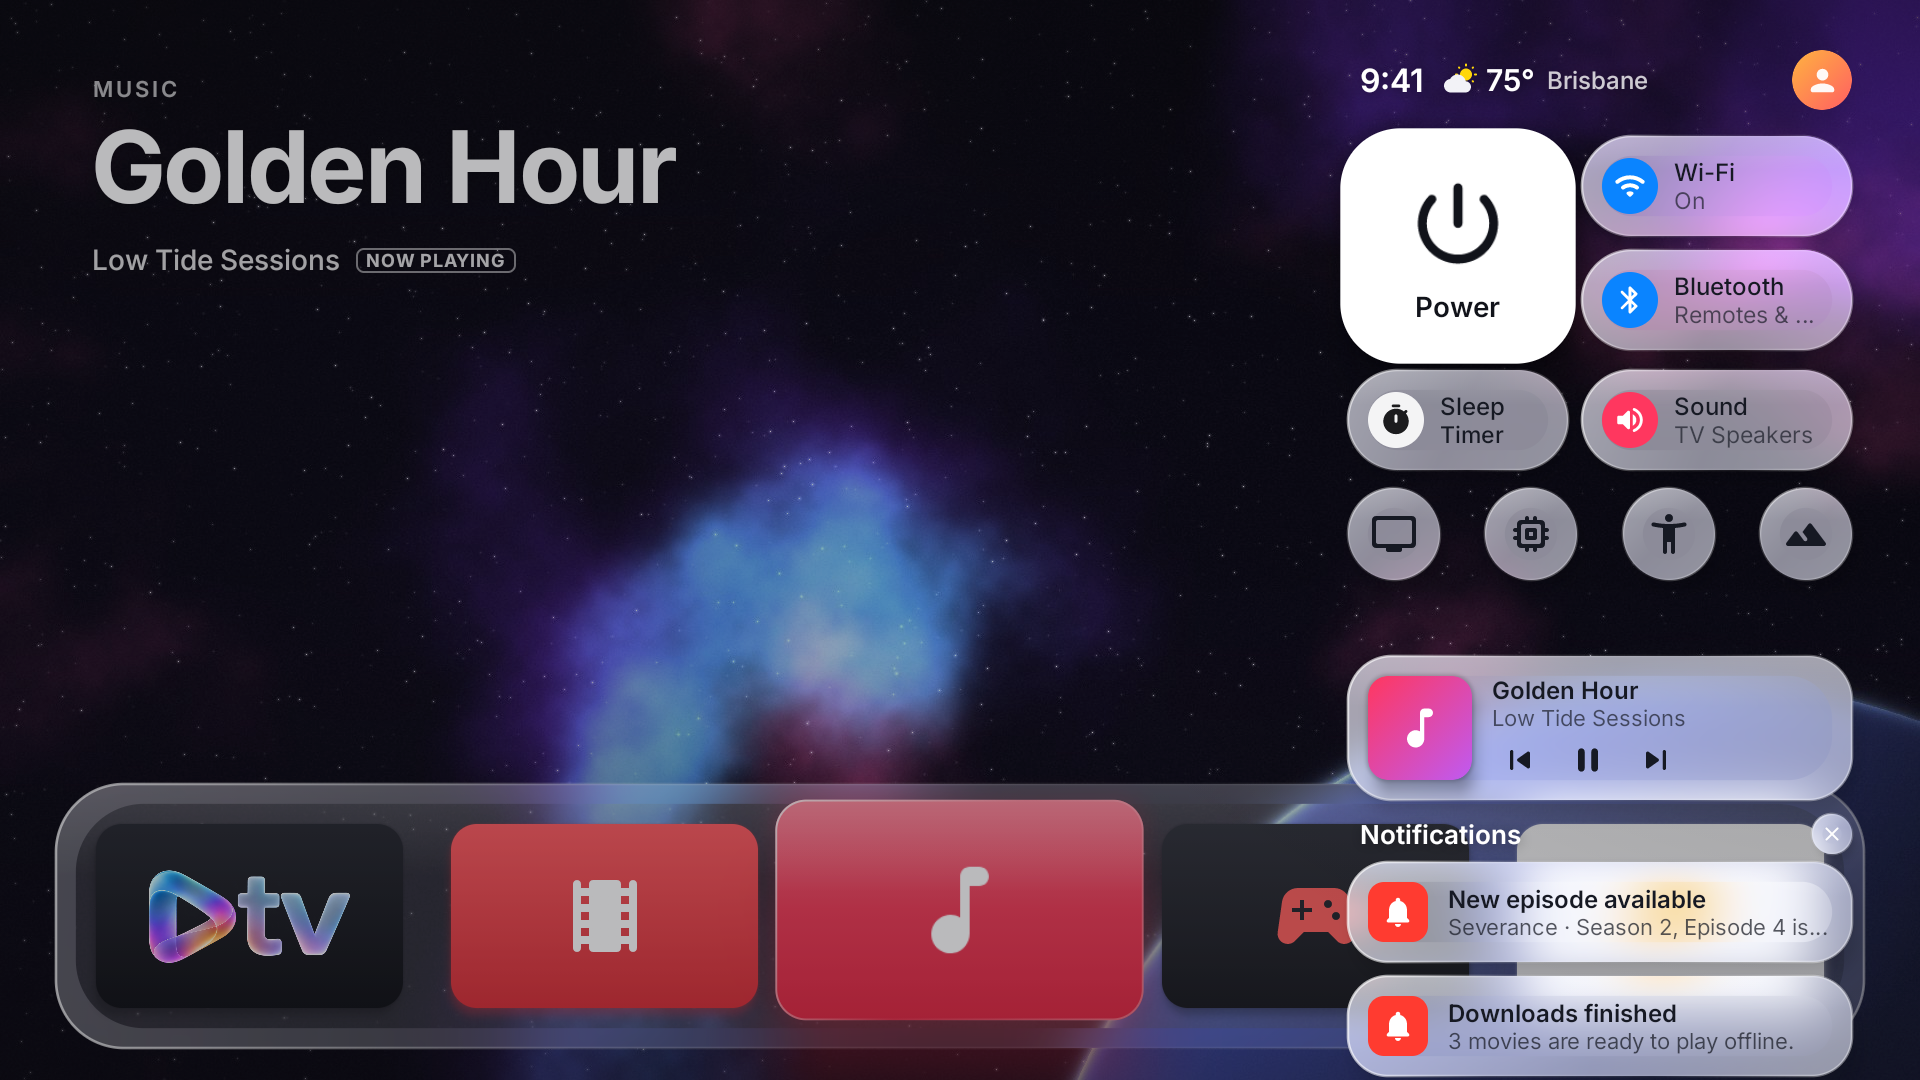 MUSIC
Golden Hour
Low Tide Sessions NOW PLAYING
9:41 75° Brisbane
Power
Wi-Fi
On
Bluetooth
Remotes & ...
Sleep
Timer
Sound
TV Speakers
Golden Hour
Low Tide Sessions
Notifications
New episode available
Severance · Season 2, Episode 4 is...
Downloads finished
3 movies are ready to play offline.
tv